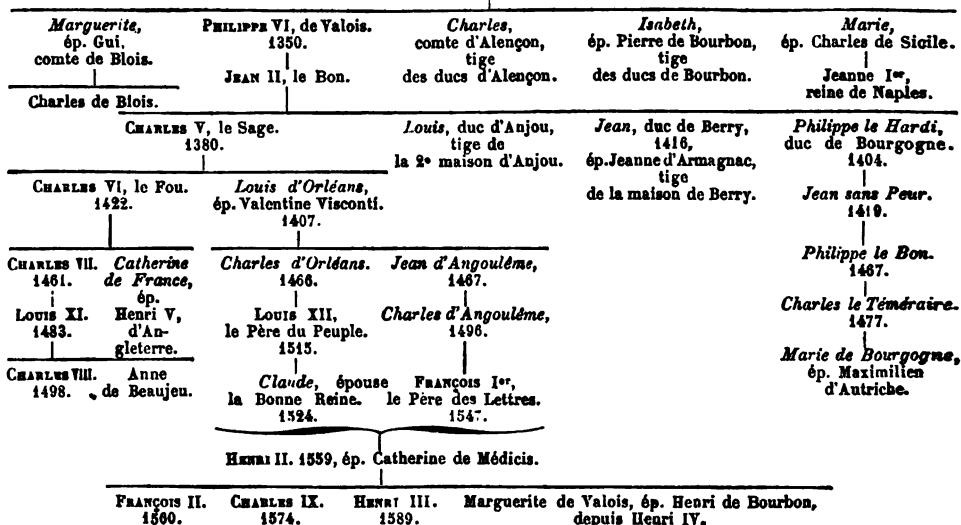 Marguerite,
ép. Gui,
comte de Blois.
Charles de Blois.
PHILIPPE VI, de Valois.
1350.
JEAN II, le Bon.
Charles,
comte d'Alençon,
tige
des ducs d'Alençon.
Isabeth,
ép. Pierre de Bourbon,
tige
des ducs de Bourbon.
Marie,
ép. Charles de Sicile.
Jeanne Ire,
reine de Naples.
CHARLES V, le Sage.
1380.
Louis, duc d'Anjou,
tige de
la 2e maison d'Anjou.
Jean, duc de Berry,
1416,
ép. Jeanne d'Armagnac,
tige
de la maison de Berry.
Philippe le Hardi,
duc de Bourgogne.
1404.
Jean sans Peur.
1419.
Philippe le Bon.
1467.
Charles le Téméraire.
1477.
Marie de Bourgogne,
ép. Maximilien
d'Autriche.
CHARLES VI, le Fou.
1422.
Louis d'Orléans,
ép. Valentine Visconti.
1407.
CHARLES VII.
1461.
LOUIS XI.
1483.
Catherine
de France,
ép.
Henri V,
d'An-
gleterre.
CHARLES VIII.
1498.
Anne
de Beaujeu.
Charles d'Orléans.
1466.
LOUIS XII,
le Père du Peuple.
1515.
Claude, épouse
la Bonne Reine.
1524.
Jean d'Angoulême,
1467.
Charles d'Angoulême,
1496.
FRANÇOIS Ier,
le Père des Lettres.
1547.
HENRI II. 1559, ép. Catherine de Médicis.
FRANÇOIS II.
1560.
CHARLES IX.
1574.
HENRI III.
1589.
Marguerite de Valois, ép. Henri de Bourbon,
depuis Henri IV.